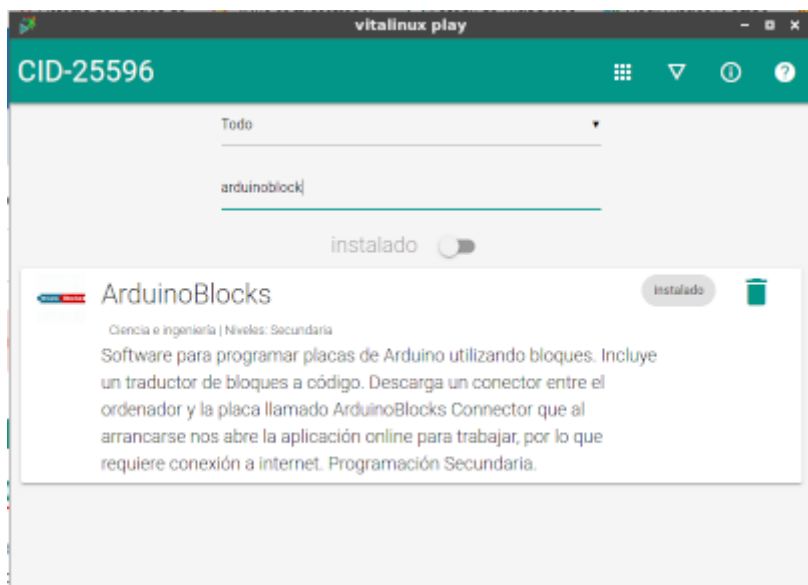 vitalinux play
CID-25596
Todo
arduinoblock
instalado
ArduinoBlocks
instalado
Ciencia e ingeniería | Niveles: Secundaria
Software para programar placas de Arduino utilizando bloques. Incluye
un traductor de bloques a código. Descarga un conector entre el
ordenador y la placa llamado ArduinoBlocks Connector que al
arrancarse nos abre la aplicación online para trabajar, por lo que
requiere conexión a internet. Programación Secundaria.